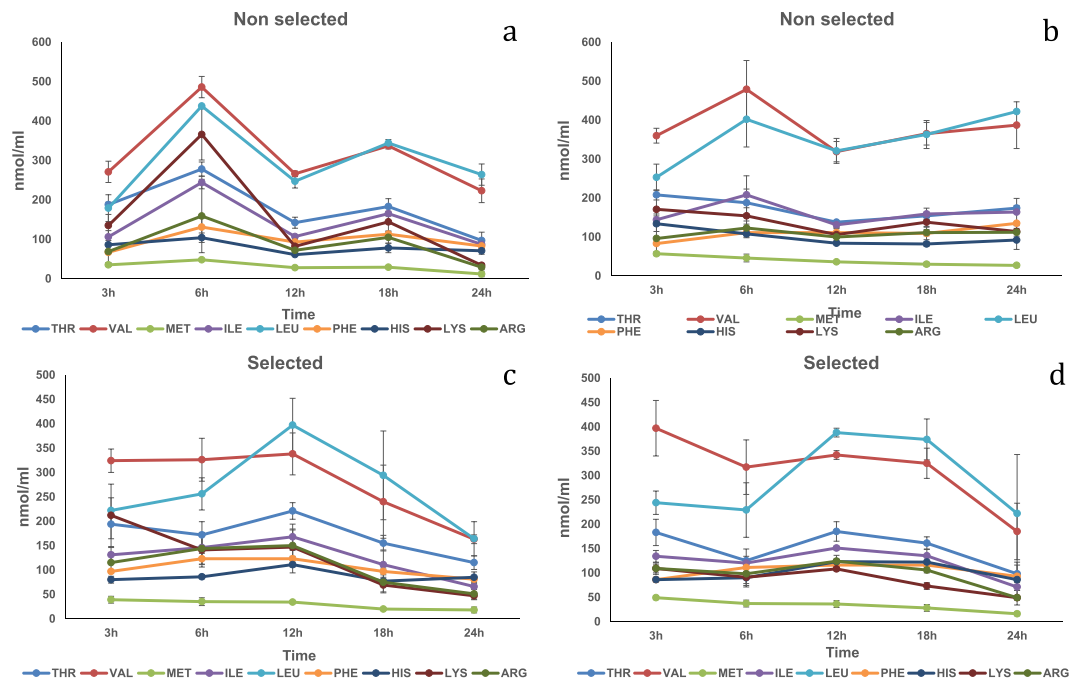 Non selected
a
600
500
400
300
200
100
0
nmol/ml
3h 6h 12h 18h 24h
Time
THR VAL MET ILE LEU PHE HIS LYS ARG
Non selected
b
600
500
400
300
200
100
0
nmol/ml
3h 6h 12h 18h 24h
Time
THR VAL MET ILE LEU
PHE HIS LYS ARG
Selected
c
500
450
400
350
300
250
200
150
100
50
0
nmol/ml
3h 6h 12h 18h 24h
Time
THR VAL MET ILE LEU PHE HIS LYS ARG
Selected
d
500
450
400
350
300
250
200
150
100
50
0
nmol/ml
3h 6h 12h 18h 24h
Time
THR VAL MET ILE LEU PHE HIS LYS ARG